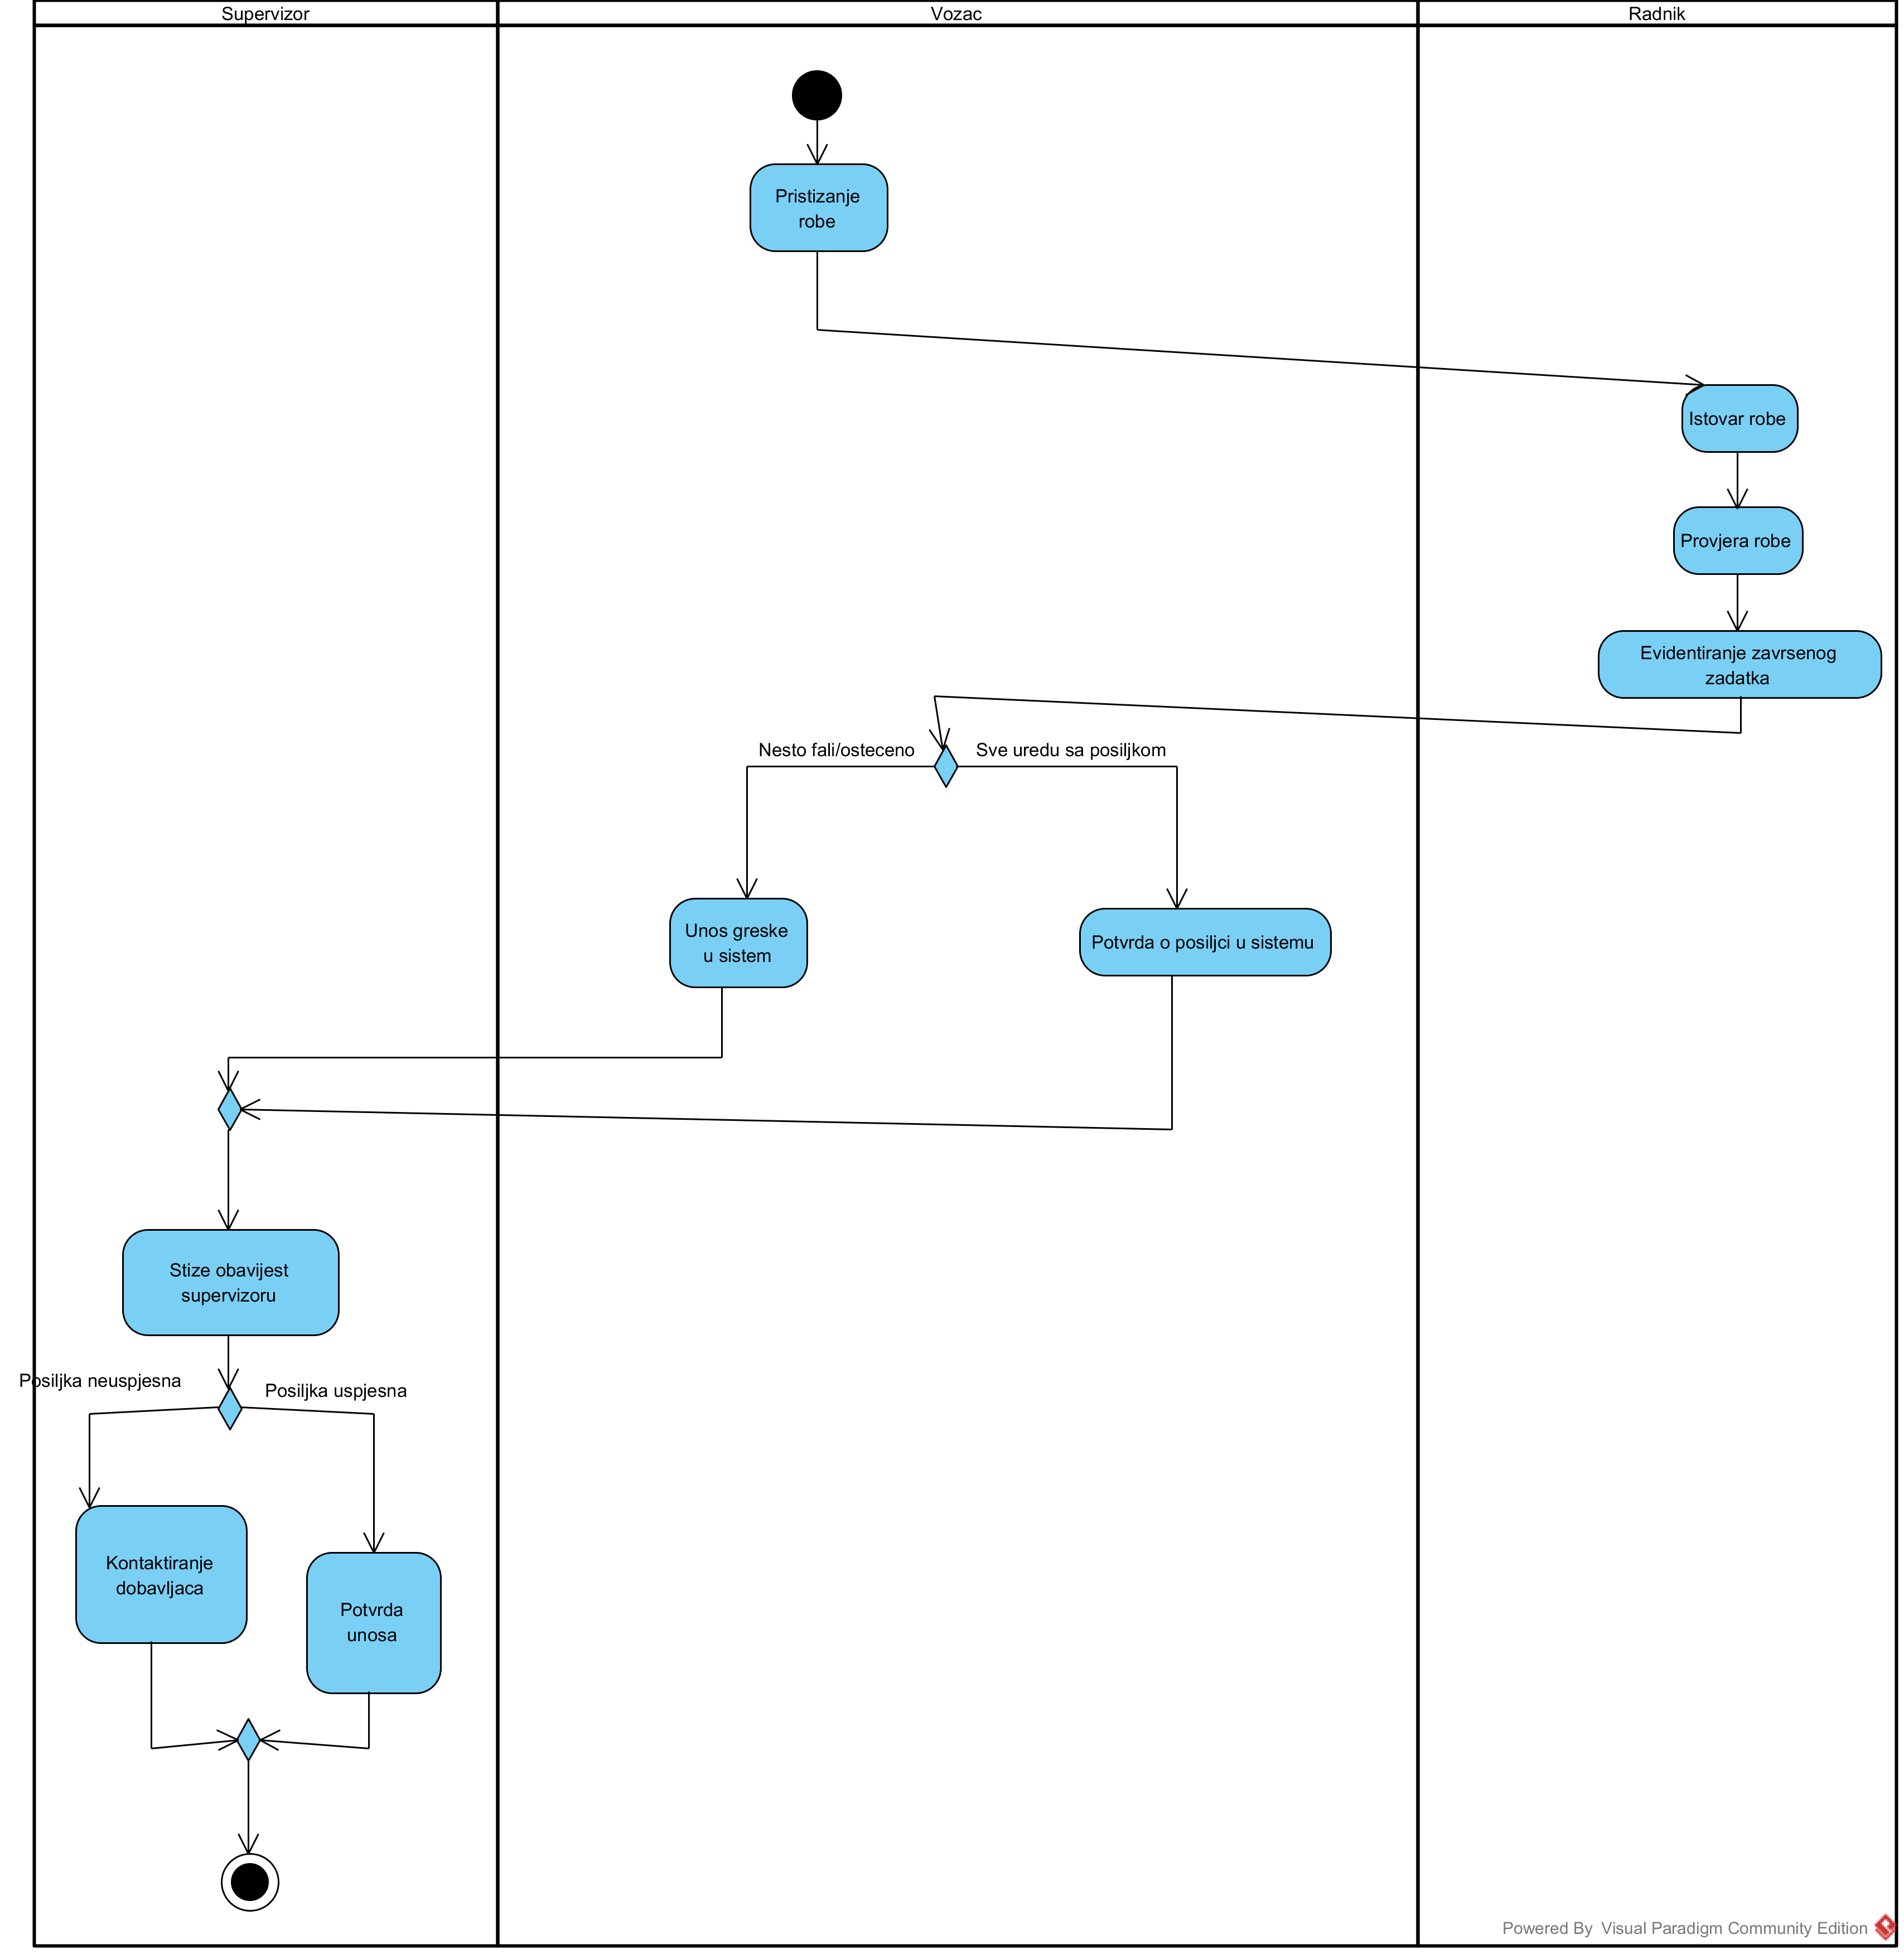 Supervizor
Vozac
Radnik
Pristizanje
robe
Istovar robe
Provjera robe
Evidentiranje zavrsenog
zadatka
Nesto fali/osteceno
Sve uredu sa posiljkom
Unos greske
u sistem
Potvrda o posiljci u sistemu
Stize obavijest
supervizoru
Posiljka neuspjesna
Posiljka uspjesna
Kontaktiranje
dobavljaca
Potvrda
unosa
Powered By Visual Paradigm Community Edition